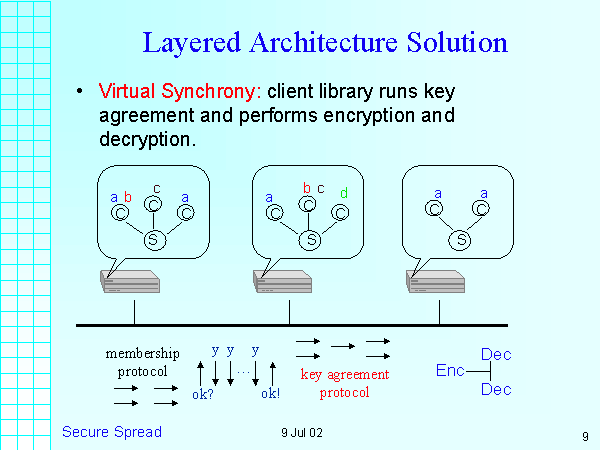 Layered Architecture Solution
• Virtual Synchrony: client library runs key
agreement and performs encryption and
decryption.
a b c a
C C C
S
a b c d
C C C
S
a a
C C
S
membership
protocol
y y y
...
ok? ok!
key agreement
protocol
Dec
Enc
Dec
Secure Spread
9 Jul 02
9